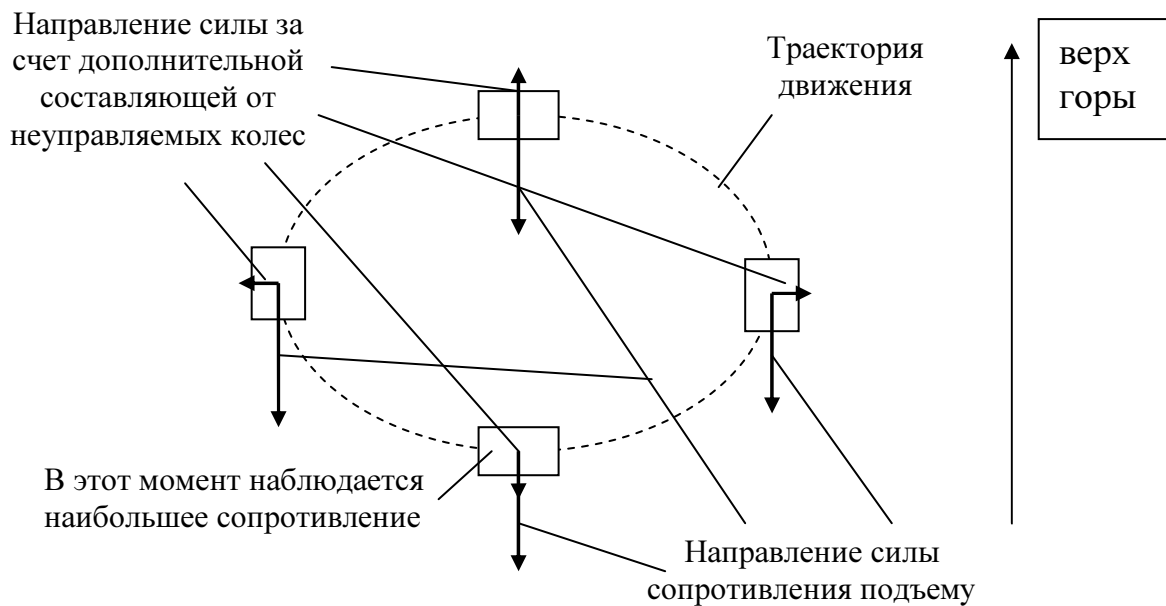 Направление силы за
счет дополнительной
составляющей от
неуправляемых колес
Траектория
движения
верх
горы
В этот момент наблюдается
наибольшее сопротивление
Направление силы
сопротивления подъему